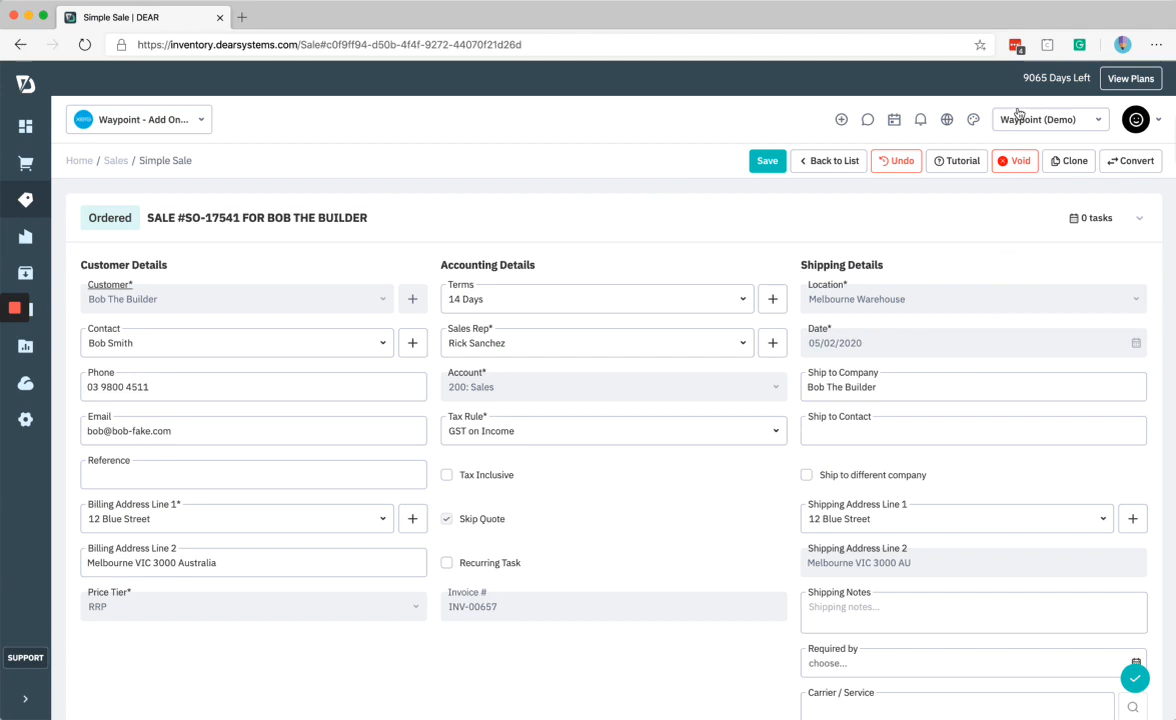 Simple Sale | DEAR
https://inventory.dearsystems.com/Sale#c0f9ff94-d50b-4f4f-9272-44070f21d26d
4
9065 Days Left
View Plans
xero
Waypoint - Add On...
Waypoint (Demo)
Home / Sales / Simple Sale
Save
Back to List
Undo
Tutorial
Void
Clone
Convert
Ordered
SALE #SO-17541 FOR BOB THE BUILDER
0 tasks
Customer Details
Customer*
Bob The Builder
Contact
Bob Smith
Phone
03 9800 4511
Email
bob@bob-fake.com
Reference
Billing Address Line 1*
12 Blue Street
Billing Address Line 2
Melbourne VIC 3000 Australia
Price Tier*
RRP
Accounting Details
Terms
14 Days
Sales Rep*
Rick Sanchez
Account*
200: Sales
Tax Rule*
GST on Income
Tax Inclusive
Skip Quote
Recurring Task
Invoice #
INV-00657
Shipping Details
Location*
Melbourne Warehouse
Date*
05/02/2020
Ship to Company
Bob The Builder
Ship to Contact
Ship to different company
Shipping Address Line 1
12 Blue Street
Shipping Address Line 2
Melbourne VIC 3000 AU
Shipping Notes
Shipping notes...
Required by
choose...
Carrier / Service
SUPPORT